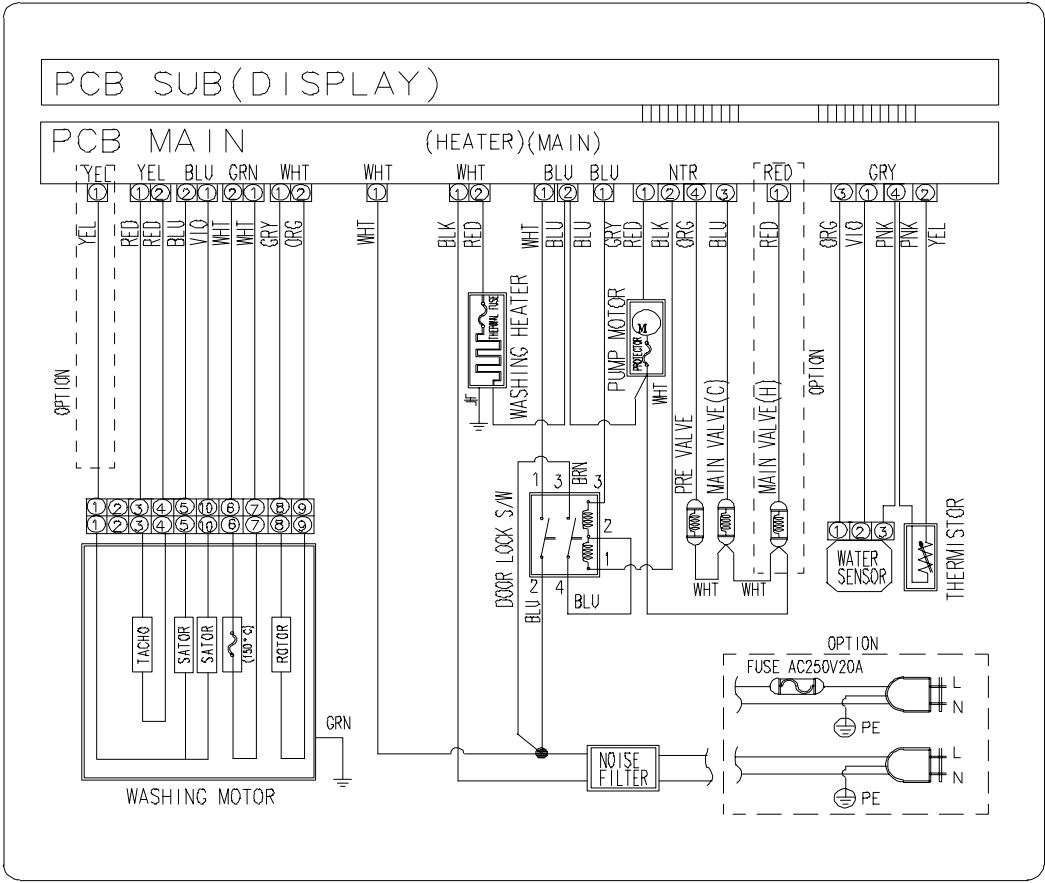 PCB SUB(DISPLAY)
PCB MAIN
(HEATER)(MAIN)
YEL YEL BLU GRN WHT WHT WHT BLU BLU NTR RED GRY
1 1 2 2 1 2 1 1 2 1 1 2 1 2 1 1 2 4 3 1 3 1 4 2
YEL RED RED BLU VIO WHT WHT GRY ORG WHT BLK RED WHT BLU BLU GRY RED BLK ORG BLU RED ORG VIO PNK PNK YEL
OPTION
THERMAL FUSE
WASHING HEATER
PUMP MOTOR
M
PROJECTOR
WHT
PRE VALVE
MAIN VALVE(C)
MAIN VALVE(H)
OPTION
1 3 BRN 3
DOOR LOCK S/W
2
1
2 4
BLU
BLU
WHT WHT
1 2 3
WATER
SENSOR
THERMISTOR
1 2 3 4 5 10 6 7 8 9
1 2 3 4 5 10 6 7 8 9
TACHO
SATOR
SATOR
(150°C)
ROTOR
GRN
WASHING MOTOR
NOISE
FILTER
OPTION
FUSE AC250V20A
L
N
PE
L
N
PE